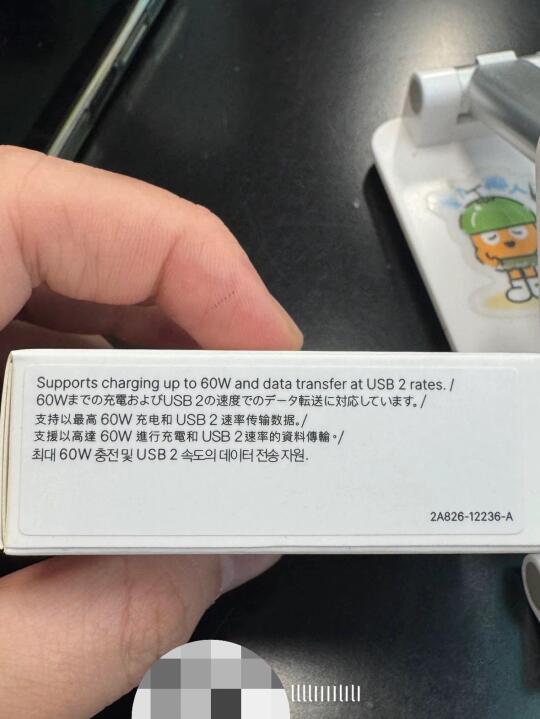 Supports charging up to 60W and data transfer at USB 2 rates. /
60Wまでの充電およびUSB 2の速度でのデータ転送に対応しています。/
支持以最高 60W 充电和 USB 2 速率传输数据。/
支援以高達 60W 進行充電和 USB 2 速率的資料傳輸。/
최대 60W 충전 및 USB 2 속도의 데이터 전송 지원.
2A826-12236-A